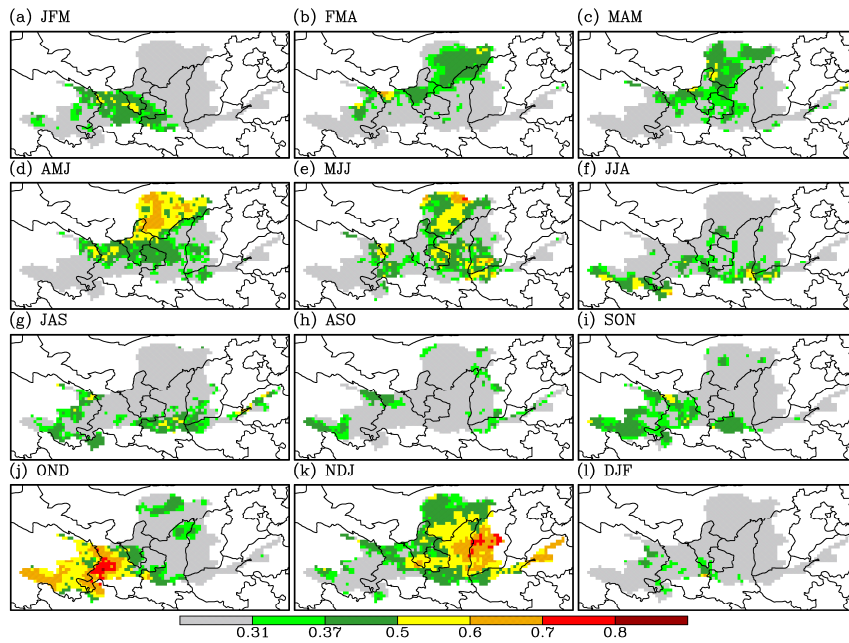 (a) JFM
(b) FMA
(c) MAM
(d) AMJ
(e) MJJ
(f) JJA
(g) JAS
(h) ASO
(i) SON
(j) OND
(k) NDJ
(l) DJF
0.31 0.37 0.5 0.6 0.7 0.8